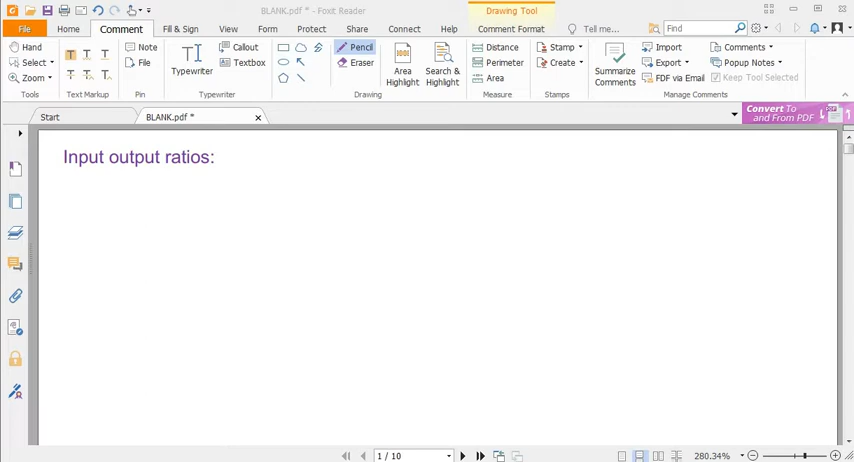 BLANK.pdf * - Foxit Reader
Drawing Tool
File
Home
Comment
Fill & Sign
View
Form
Protect
Share
Connect
Help
Comment Format
Tell me...
Find
Hand
Select
Zoom
Tools
T T T
T T T
Text Markup
Note
File
Pin
Typewriter
Callout
Textbox
Typewriter
Pencil
Eraser
Area Highlight
Search & Highlight
Drawing
Distance
Perimeter
Area
Measure
Stamp
Create
Stamps
Summarize Comments
Import
Export
FDF via Email
Comments
Popup Notes
Keep Tool Selected
Manage Comments
Start
BLANK.pdf *
Convert To
and From PDF
PDF
Input output ratios:
1 / 10
280.34%